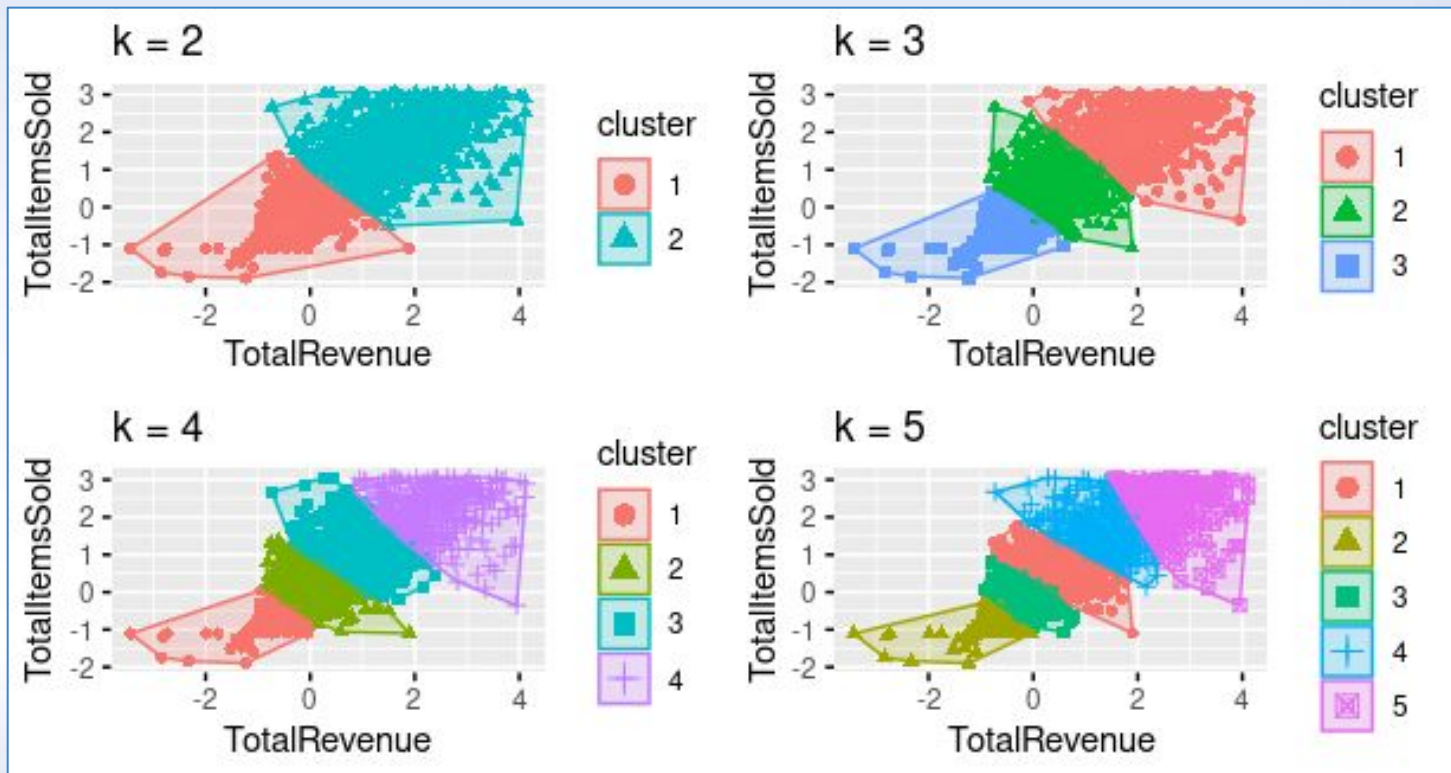 k = 2
TotalItemsSold
3
2
1
0
-1
-2
-2 0 2 4
TotalRevenue
cluster
1
2
k = 3
TotalItemsSold
3
2
1
0
-1
-2
-2 0 2 4
TotalRevenue
cluster
1
2
3
k = 4
TotalItemsSold
3
2
1
0
-1
-2
-2 0 2 4
TotalRevenue
cluster
1
2
3
4
k = 5
TotalItemsSold
3
2
1
0
-1
-2
-2 0 2 4
TotalRevenue
cluster
1
2
3
4
5